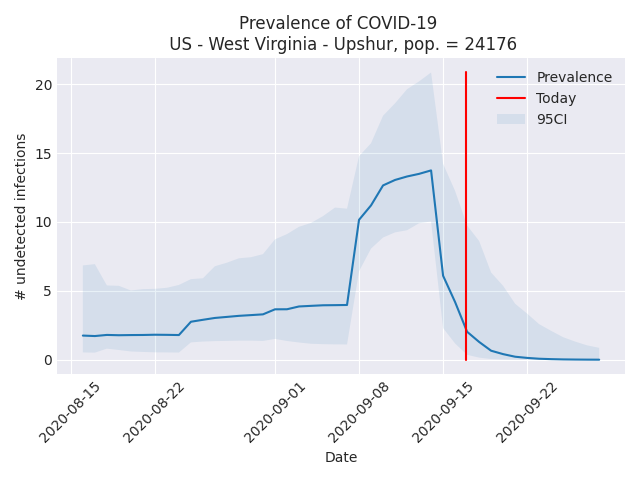 Prevalence of COVID-19
US - West Virginia - Upshur, pop. = 24176
# undetected infections
20
15
10
5
0
Prevalence
Today
95CI
2020-08-15
2020-08-22
2020-09-01
2020-09-08
2020-09-15
2020-09-22
Date